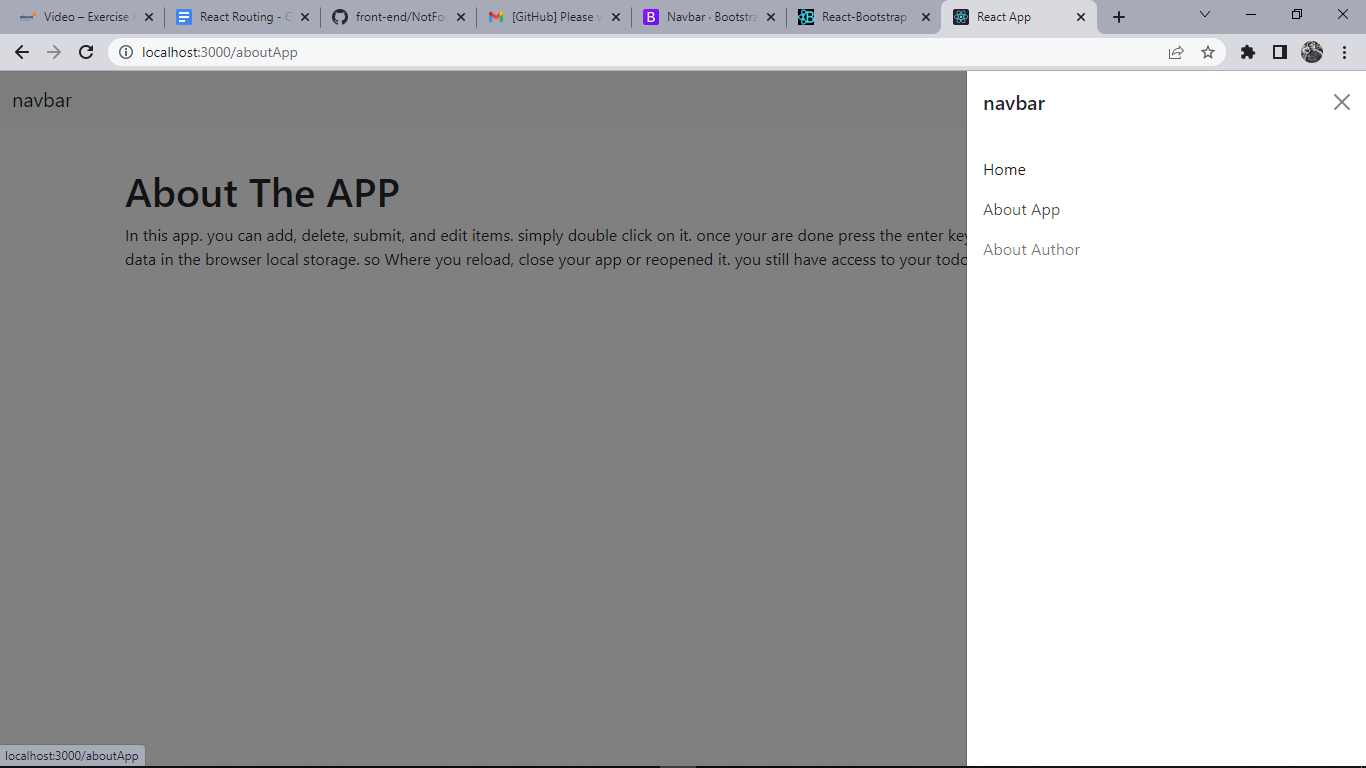 Video – Exercise
React Routing - G
front-end/NotFou
[GitHub] Please v
Navbar · Bootstra
React-Bootstrap
React App
localhost:3000/aboutApp
navbar
navbar
Home
About App
About Author
About The APP
In this app. you can add, delete, submit, and edit items. simply double click on it. once your are done press the enter key
data in the browser local storage. so Where you reload, close your app or reopened it. you still have access to your todo
localhost:3000/aboutApp